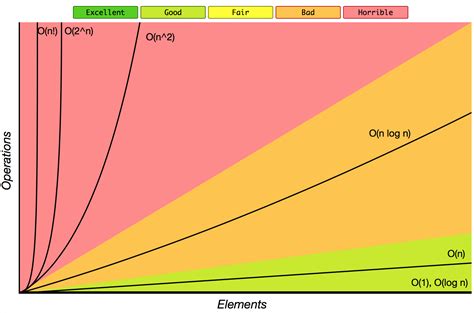 Excellent Good Fair Bad Horrible
O(n!) O(2^n) O(n^2)
O(n log n)
O(n)
O(1), O(log n)
Operations
Elements